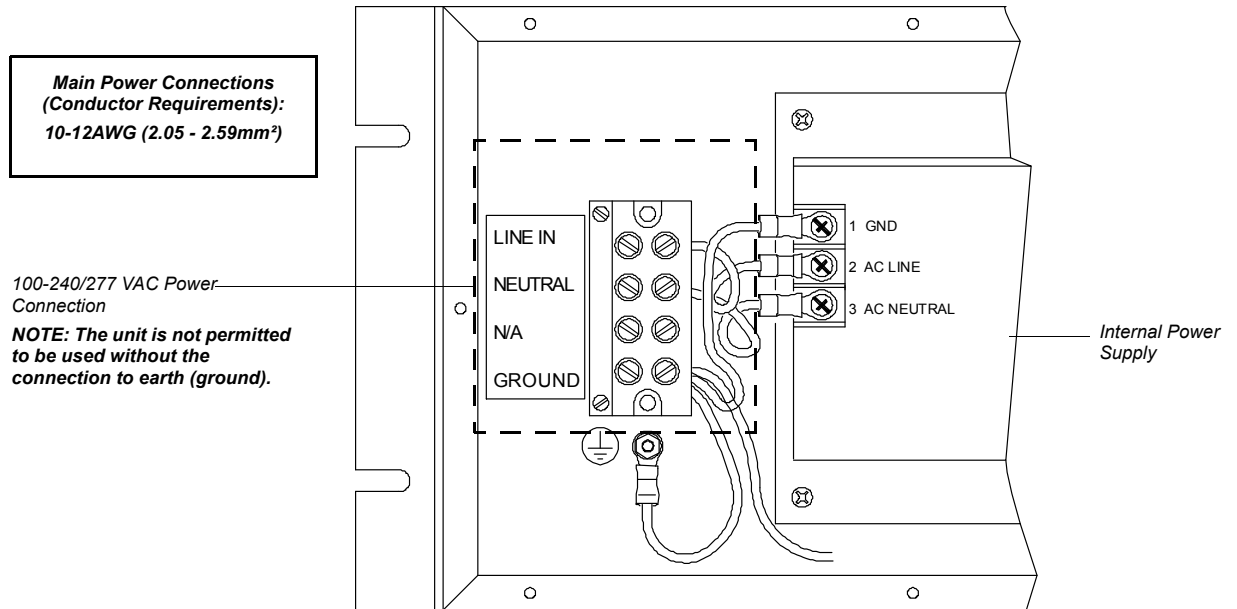 Main Power Connections
(Conductor Requirements):
10-12AWG (2.05 - 2.59mm²)
100-240/277 VAC Power
Connection
NOTE: The unit is not permitted
to be used without the
connection to earth (ground).
LINE IN
NEUTRAL
N/A
GROUND
1 GND
2 AC LINE
3 AC NEUTRAL
Internal Power
Supply